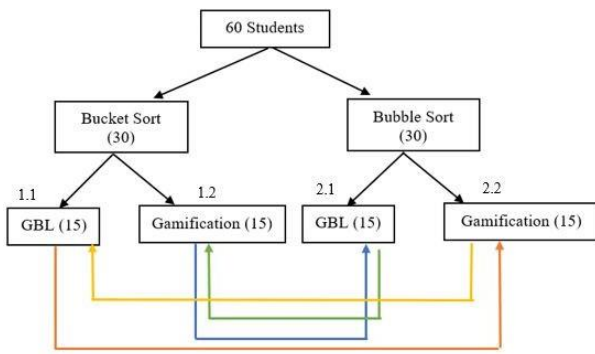 60 Students
Bucket Sort
(30)
Bubble Sort
(30)
1.1
1.2
2.1
2.2
GBL (15)
Gamification (15)
GBL (15)
Gamification (15)